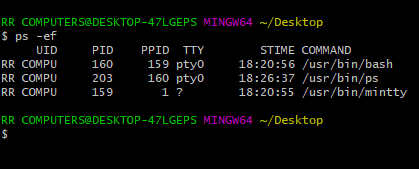 RR COMPUTERS@DESKTOP-47LGEPS MINGW64 ~/Desktop
$ ps -ef
     UID     PID    PPID  TTY        STIME COMMAND
RR COMPU     160     159 pty0     18:20:56 /usr/bin/bash
RR COMPU     203     160 pty0     18:26:37 /usr/bin/ps
RR COMPU     159       1 ?        18:20:55 /usr/bin/mintty
RR COMPUTERS@DESKTOP-47LGEPS MINGW64 ~/Desktop
$